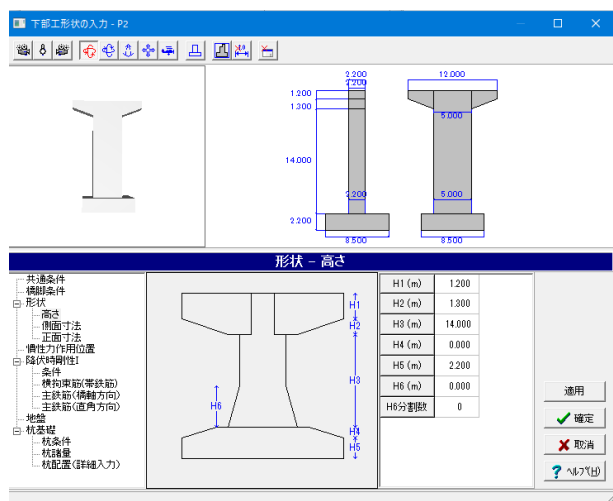 下部工形状の入力 - P2
2.200
2.200
12.000
1.200
1.300
5.000
14.000
2.200
5.000
2.200
8.500
8.500
形状 – 高さ
共通条件
橋脚条件
形状
高さ
側面寸法
正面寸法
慣性力作用位置
降伏時剛性I
条件
横拘束筋(帯鉄筋)
主鉄筋(橋軸方向)
主鉄筋(直角方向)
地盤
杭基礎
杭条件
杭諸量
杭配置(詳細入力)
H1
H2
H3
H6
H4
H5
H1 (m) 1.200
H2 (m) 1.300
H3 (m) 14.000
H4 (m) 0.000
H5 (m) 2.200
H6 (m) 0.000
H6分割数 0
適用
確定
取消
? ヘルプ(H)